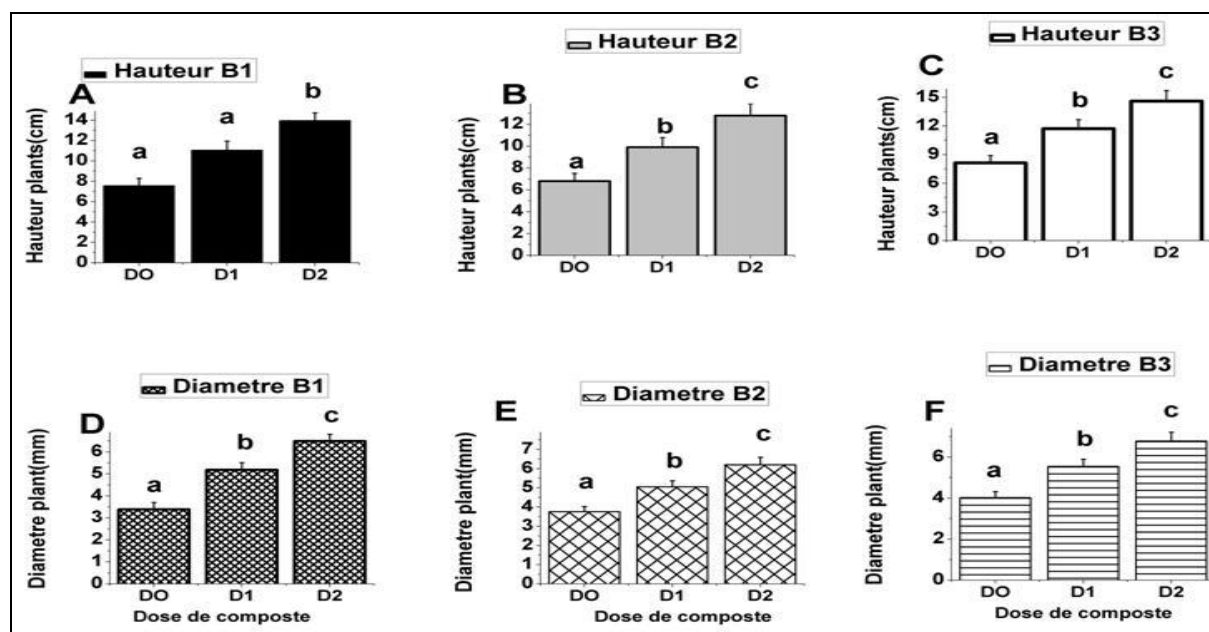 Hauteur B1
A
Hauteur plants(cm)
14
12
10
8
6
4
2
0
a
a
b
DO
D1
D2
Hauteur B2
B
Hauteur plants(cm)
12
10
8
6
4
2
0
a
b
c
DO
D1
D2
Hauteur B3
C
Hauteur plants(cm)
15
12
9
6
3
0
a
b
c
DO
D1
D2
Diametre B1
D
Diametre plant(mm)
6
5
4
3
2
1
0
a
b
c
DO
D1
D2
Dose de composte
Diametre B2
E
Diametre plant(mm)
7
6
5
4
3
2
1
0
a
b
c
DO
D1
D2
Dose de composte
Diametre B3
F
Diametre plant(mm)
6
4
2
0
a
b
c
DO
D1
D2
Dose de composte